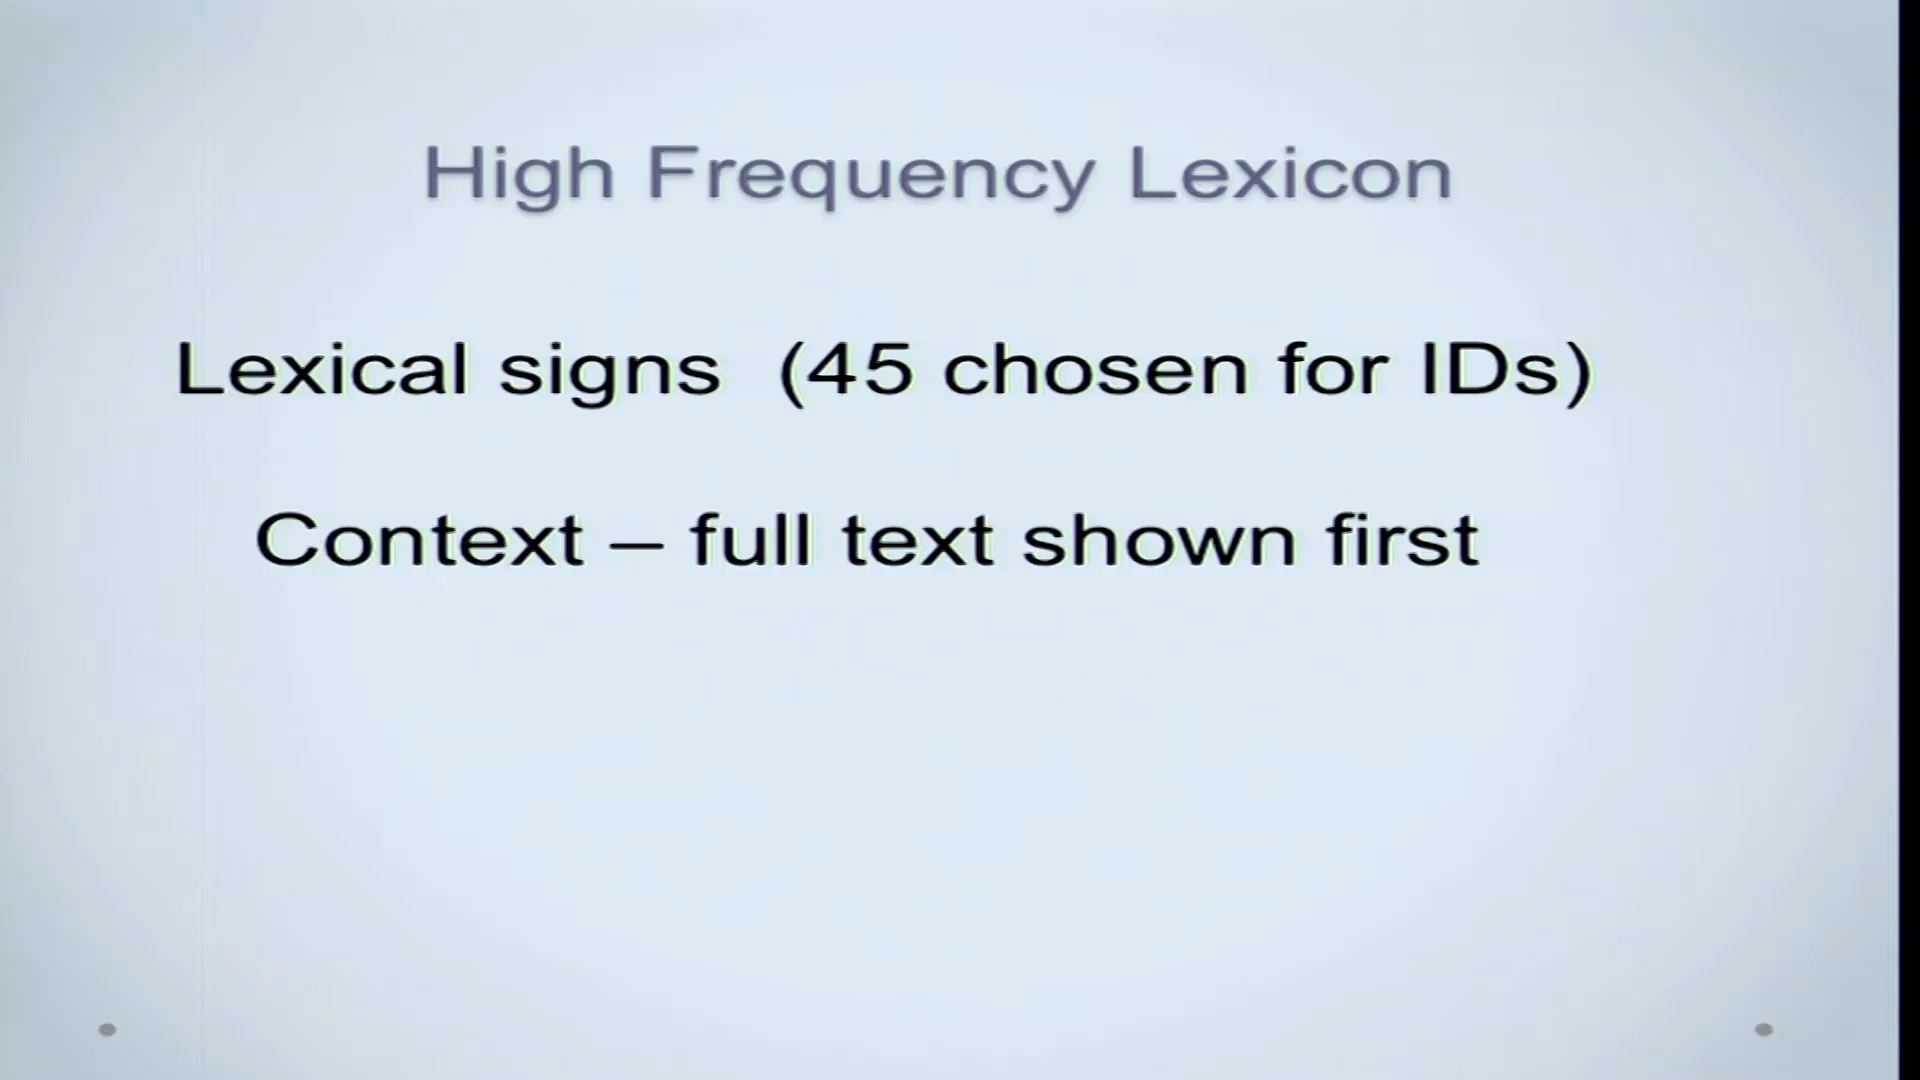 High Frequency Lexicon
Lexical signs (45 chosen for IDs)
Context – full text shown first